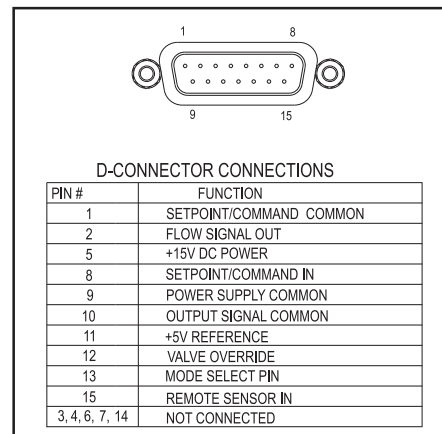 1 8
9 15
D-CONNECTOR CONNECTIONS
PIN # FUNCTION
1 SETPOINT/COMMAND COMMON
2 FLOW SIGNAL OUT
5 +15V DC POWER
8 SETPOINT/COMMAND IN
9 POWER SUPPLY COMMON
10 OUTPUT SIGNAL COMMON
11 +5V REFERENCE
12 VALVE OVERRIDE
13 MODE SELECT PIN
15 REMOTE SENSOR IN
3, 4, 6, 7, 14 NOT CONNECTED